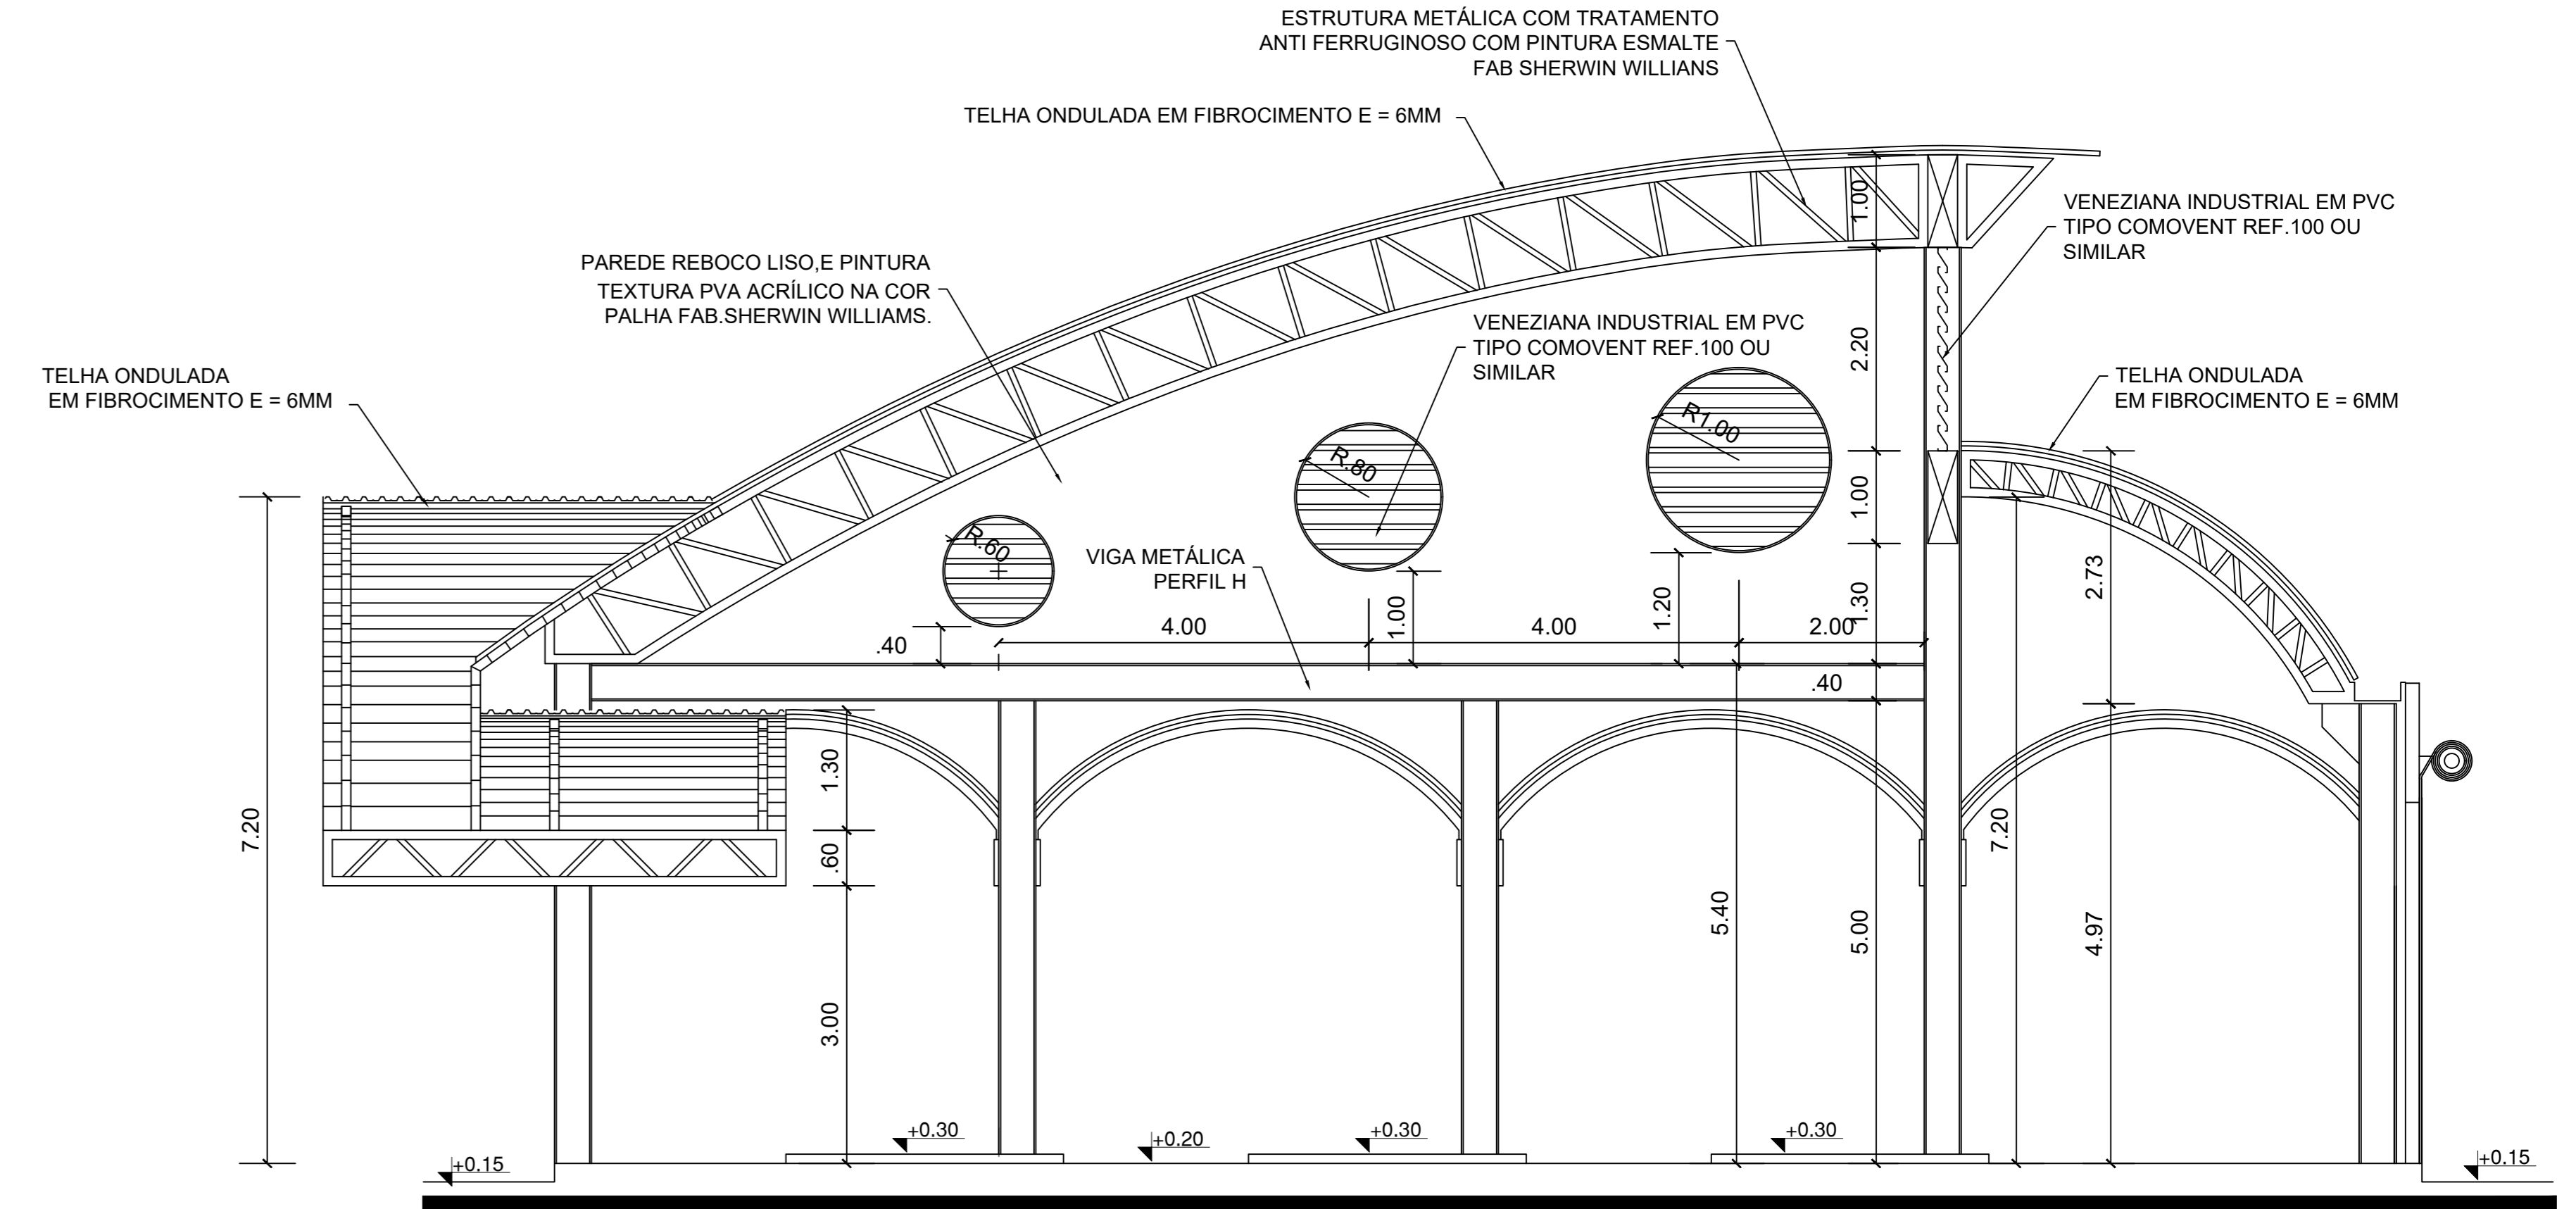 ESTRUTURA METÁLICA COM TRATAMENTO
ANTI FERRUGINOSO COM PINTURA ESMALTE
FAB SHERWIN WILLIANS
TELHA ONDULADA EM FIBROCIMENTO E = 6MM
VENEZIANA INDUSTRIAL EM PVC
TIPO COMOVENT REF.100 OU
SIMILAR
PAREDE REBOCO LISO,E PINTURA
TEXTURA PVA ACRÍLICO NA COR
PALHA FAB.SHERWIN WILLIAMS.
VENEZIANA INDUSTRIAL EM PVC
TIPO COMOVENT REF.100 OU
SIMILAR
TELHA ONDULADA
EM FIBROCIMENTO E = 6MM
TELHA ONDULADA
EM FIBROCIMENTO E = 6MM
VIGA METÁLICA
PERFIL H
1.00
2.20
1.00
1.30
R.60
R.80
R1.00
.40
4.00
1.00
4.00
1.20
2.00
.40
2.73
1.30
.60
3.00
7.20
5.40
5.00
7.20
4.97
+0.15
+0.30
+0.20
+0.30
+0.30
+0.15